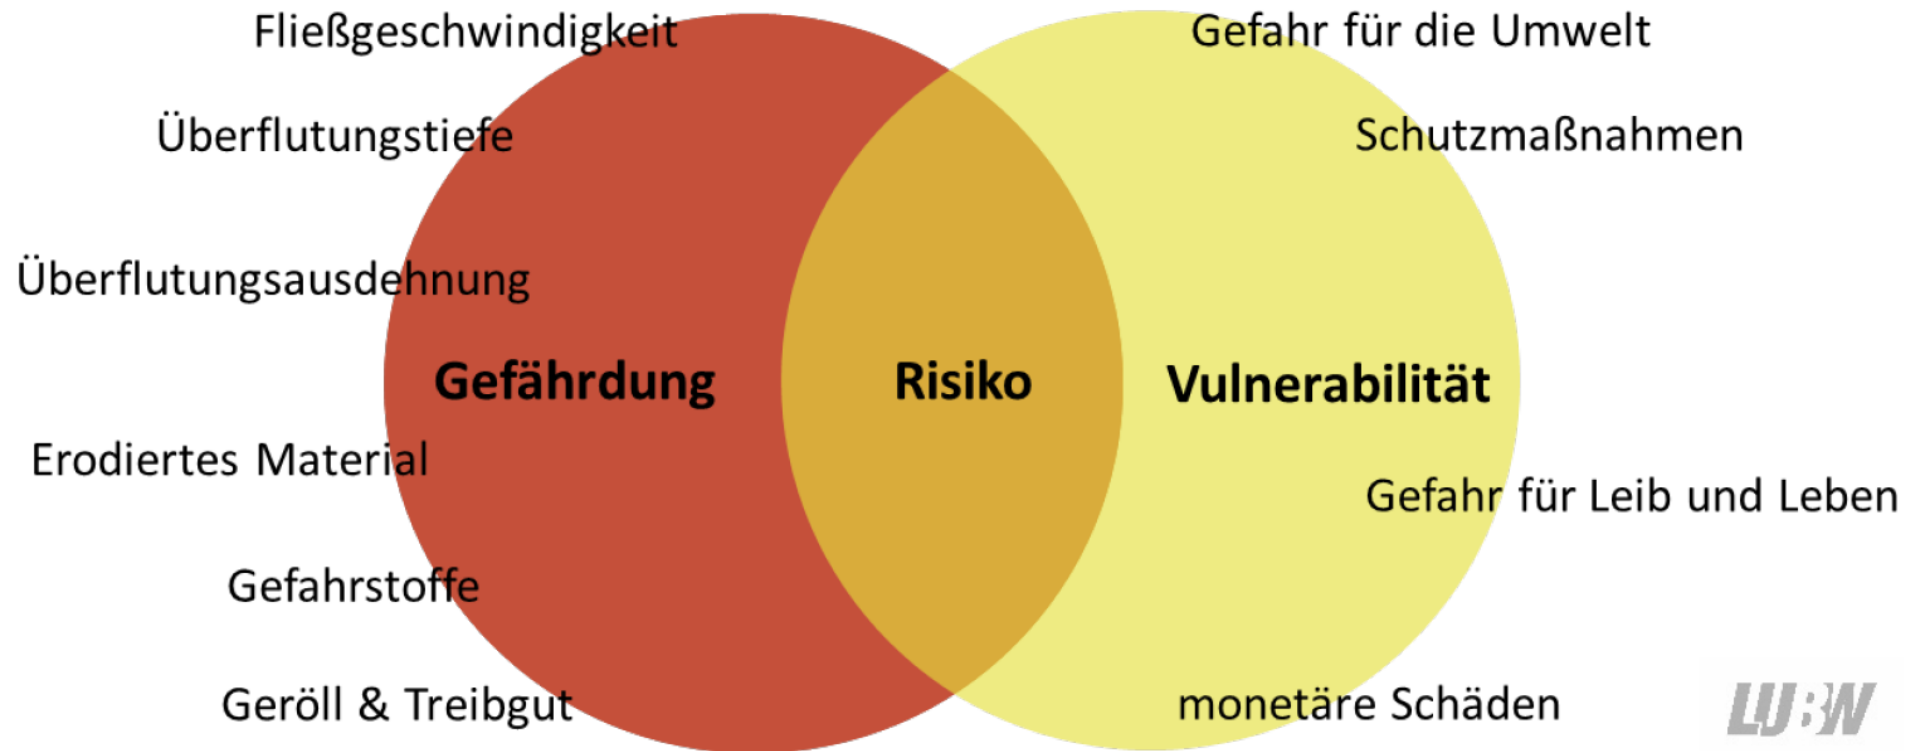 Fließgeschwindigkeit
Gefahr für die Umwelt
Überflutungstiefe
Schutzmaßnahmen
Überflutungsausdehnung
Gefährdung
Risiko
Vulnerabilität
Erodiertes Material
Gefahr für Leib und Leben
Gefahrstoffe
Geröll & Treibgut
monetäre Schäden
LUBW